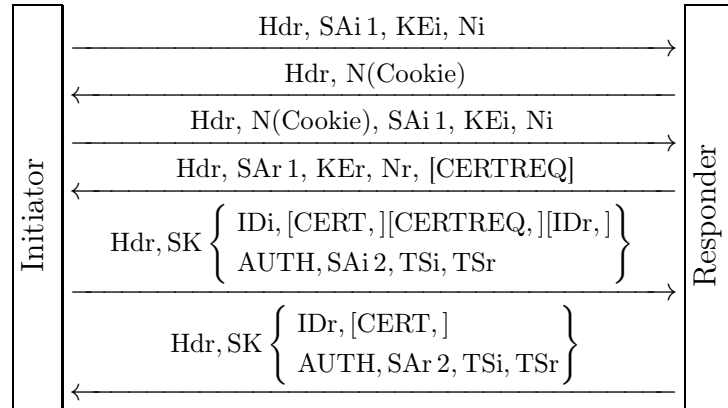 Initiator
Hdr, SAi 1, KEi, Ni
Hdr, N(Cookie)
Hdr, N(Cookie), SAi 1, KEi, Ni
Hdr, SAr 1, KEr, Nr, [CERTREQ]
Hdr, SK { IDi, [CERT, ][CERTREQ, ][IDr, ]
AUTH, SAi 2, TSi, TSr }
Hdr, SK { IDr, [CERT, ]
AUTH, SAr 2, TSi, TSr }
Responder